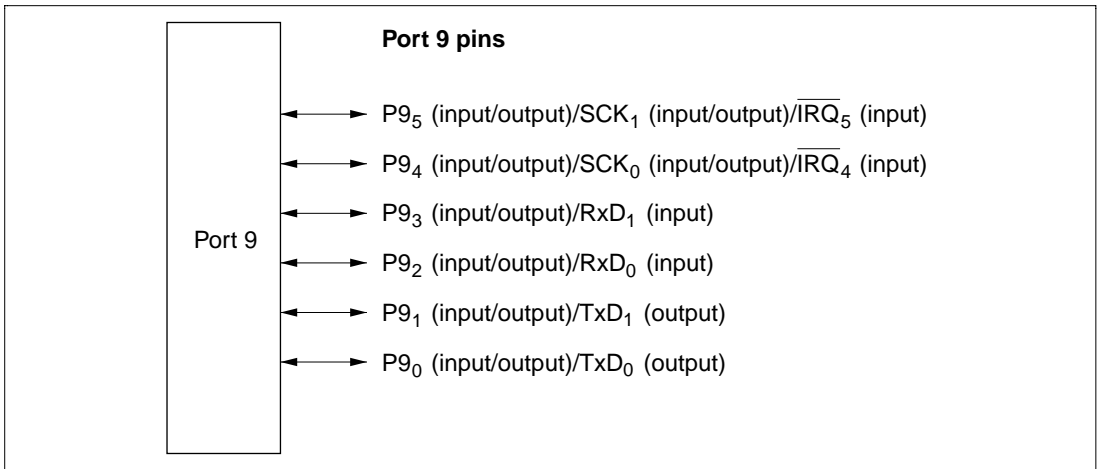 Port 9 pins
P9₅ (input/output)/SCK₁ (input/output)/I̅R̅Q̅₅ (input)
P9₄ (input/output)/SCK₀ (input/output)/I̅R̅Q̅₄ (input)
P9₃ (input/output)/RxD₁ (input)
Port 9
P9₂ (input/output)/RxD₀ (input)
P9₁ (input/output)/TxD₁ (output)
P9₀ (input/output)/TxD₀ (output)